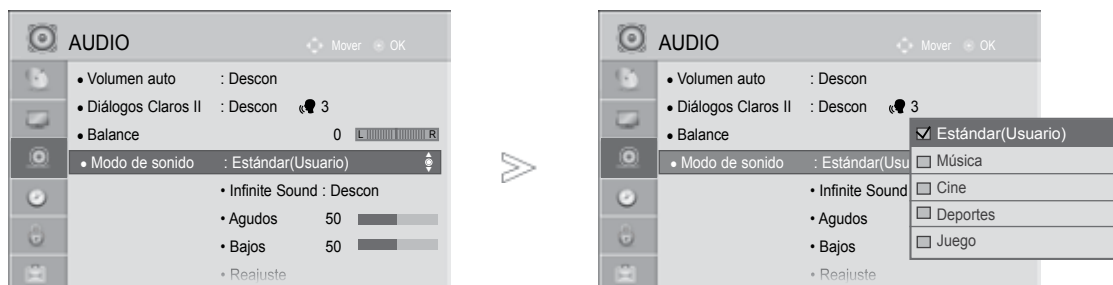 AUDIO
Mover OK
• Volumen auto : Descon
• Diálogos Claros II : Descon 3
• Balance 0 L R
• Modo de sonido : Estándar(Usuario)
• Infinite Sound : Descon
• Agudos 50
• Bajos 50
• Reajuste
AUDIO
Mover OK
• Volumen auto : Descon
• Diálogos Claros II : Descon 3
• Balance
• Modo de sonido : Estándar(Usu
• Infinite Sound
• Agudos
• Bajos
• Reajuste
Estándar(Usuario)
Música
Cine
Deportes
Juego